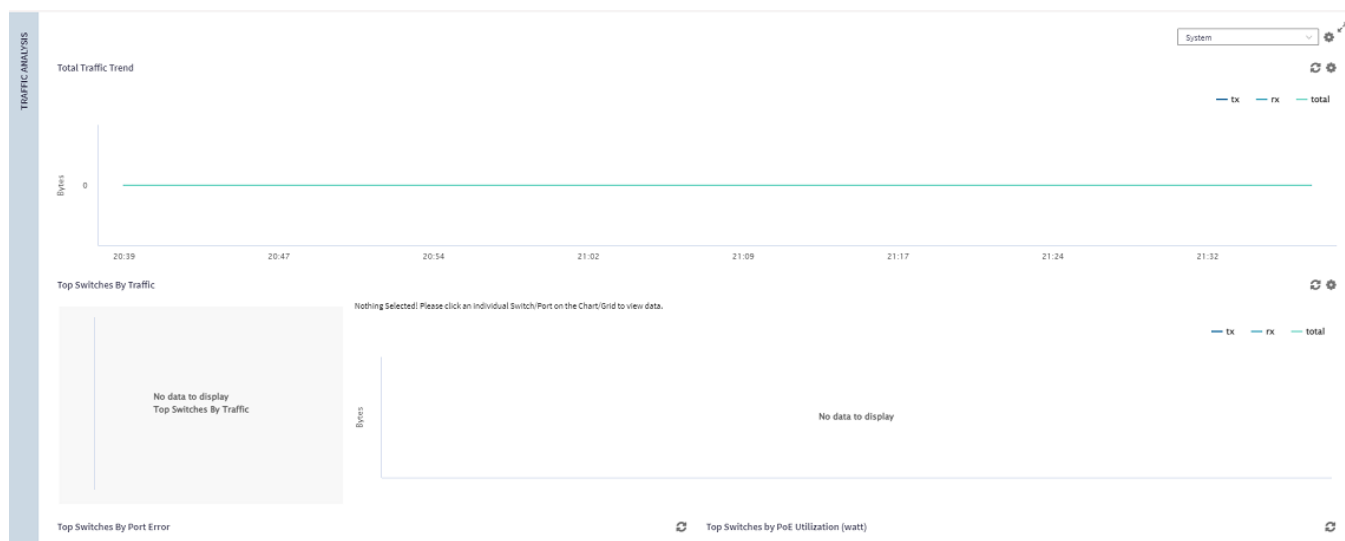 TRAFFIC ANALYSIS
System
Total Traffic Trend
tx rx total
Bytes
0
20:39 20:47 20:54 21:02 21:09 21:17 21:24 21:32
Top Switches By Traffic
Nothing Selected! Please click an Individual Switch/Port on the Chart/Grid to view data.
tx rx total
No data to display
Top Switches By Traffic
Bytes
No data to display
Top Switches By Port Error
Top Switches by PoE Utilization (watt)